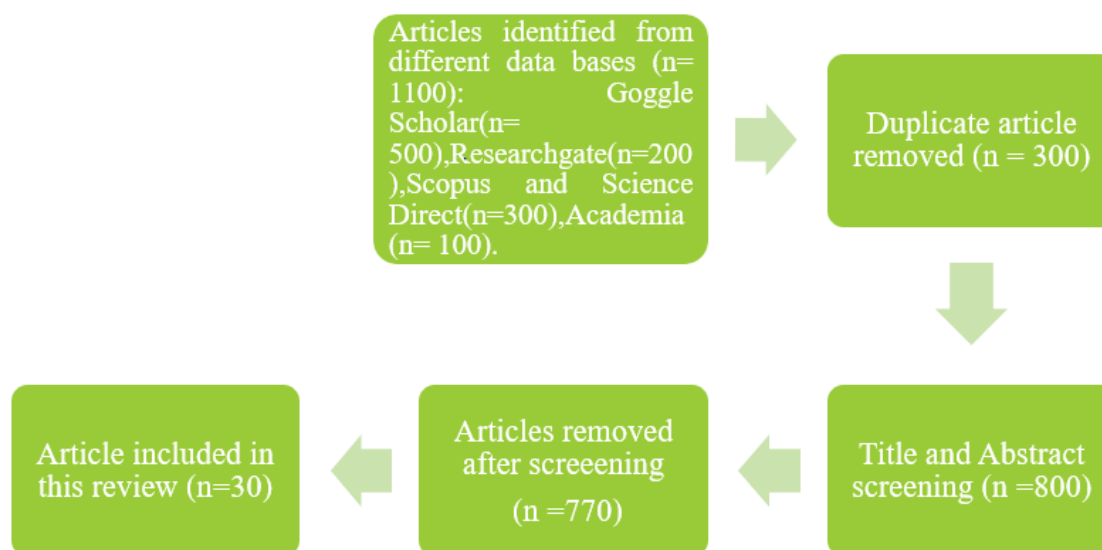 Articles identified from
different data bases (n=
1100): Goggle
Scholar(n=
500),Researchgate(n=200
),Scopus and Science
Direct(n=300),Academia
(n= 100).
Duplicate article
removed (n = 300)
Title and Abstract
screening (n =800)
Articles removed
after screeening
(n =770)
Article included in
this review (n=30)